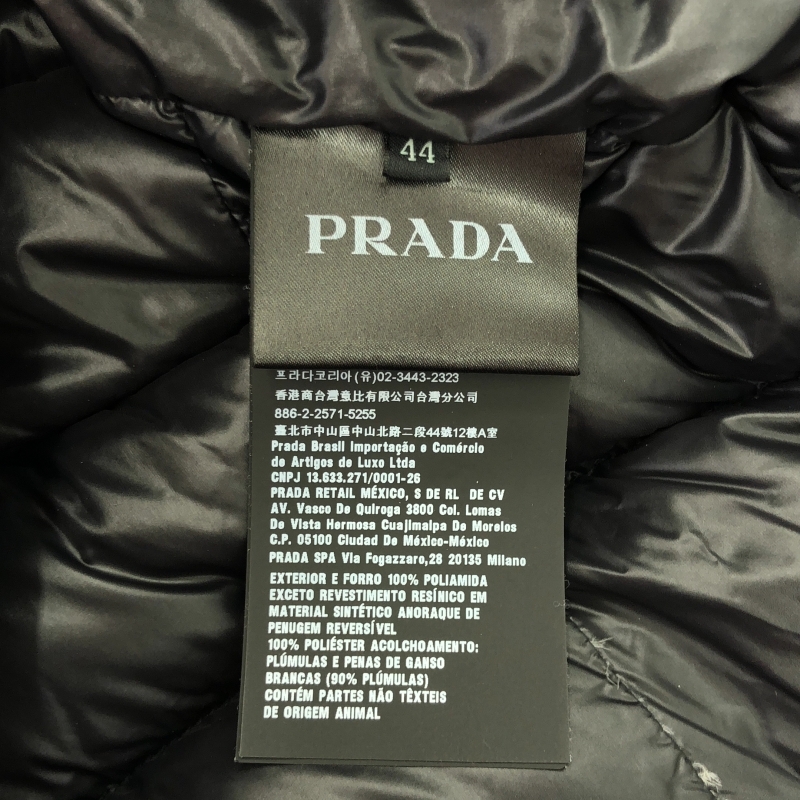 44
PRADA
프라다코리아(유)02-3443-2323
香港商台灣意比有限公司台灣分公司
886-2-2571-5255
臺北市中山區中山北路二段44號12樓A室
Prada Brasil Importação e Comércio
de Artigos de Luxo Ltda
CNPJ 13.633.271/0001-26
PRADA RETAIL MÉXICO, S DE RL DE CV
AV. Vasco De Quiroga 3800 Col. Lomas
De Vista Hermosa Cuajimalpa De Morelos
C.P. 05100 Ciudad De México-México
PRADA SPA Via Fogazzaro,28 20135 Milano
EXTERIOR E FORRO 100% POLIAMIDA
EXCETO REVESTIMENTO RESÍNICO EM
MATERIAL SINTÉTICO ANORAQUE DE
PENUGEM REVERSÍVEL
100% POLIÉSTER ACOLCHOAMENTO:
PLÚMULAS E PENAS DE GANSO
BRANCAS (90% PLÚMULAS)
CONTÉM PARTES NÃO TÊXTEIS
DE ORIGEM ANIMAL